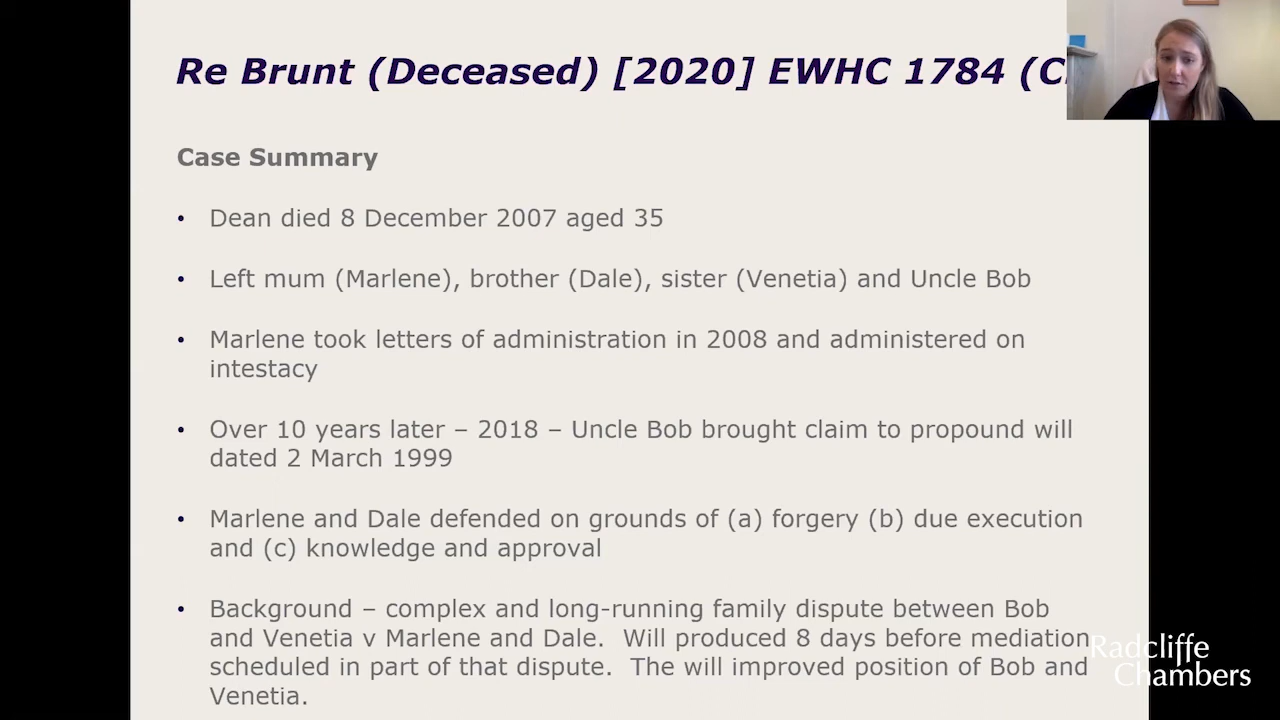 Re Brunt (Deceased) [2020] EWHC 1784 (C
Case Summary
• Dean died 8 December 2007 aged 35
• Left mum (Marlene), brother (Dale), sister (Venetia) and Uncle Bob
• Marlene took letters of administration in 2008 and administered on
intestacy
• Over 10 years later – 2018 – Uncle Bob brought claim to propound will
dated 2 March 1999
• Marlene and Dale defended on grounds of (a) forgery (b) due execution
and (c) knowledge and approval
• Background – complex and long-running family dispute between Bob
and Venetia v Marlene and Dale. Will produced 8 days before mediation
scheduled in part of that dispute. The will improved position of Bob and
Venetia.
Radcliffe
Chambers